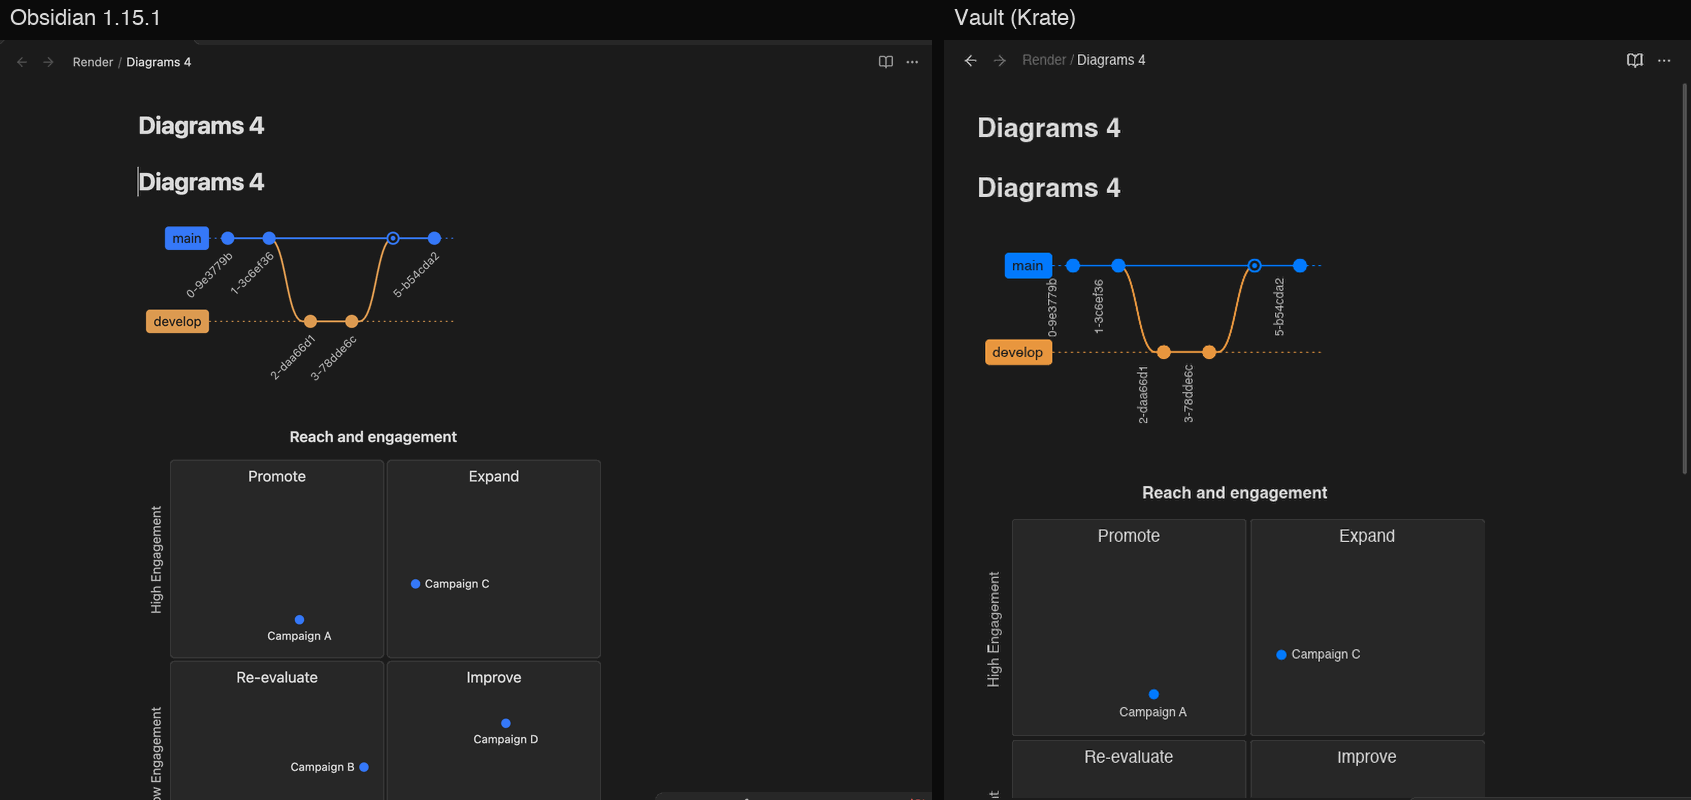 Obsidian 1.15.1
Render / Diagrams 4
Diagrams 4
Diagrams 4
main
0-9e3779b
1-3c6ef36
5-b54cda2
develop
2-daa66d1
3-78dde6c
Reach and engagement
Promote
Expand
High Engagement
Campaign C
Campaign A
Re-evaluate
Improve
Campaign D
Campaign B
Engagement
Vault (Krate)
Render / Diagrams 4
Diagrams 4
Diagrams 4
main
0-9e3779b
1-3c6ef36
5-b54cda2
develop
2-daa66d1
3-78dde6c
Reach and engagement
Promote
Expand
High Engagement
Campaign C
Campaign A
Re-evaluate
Improve